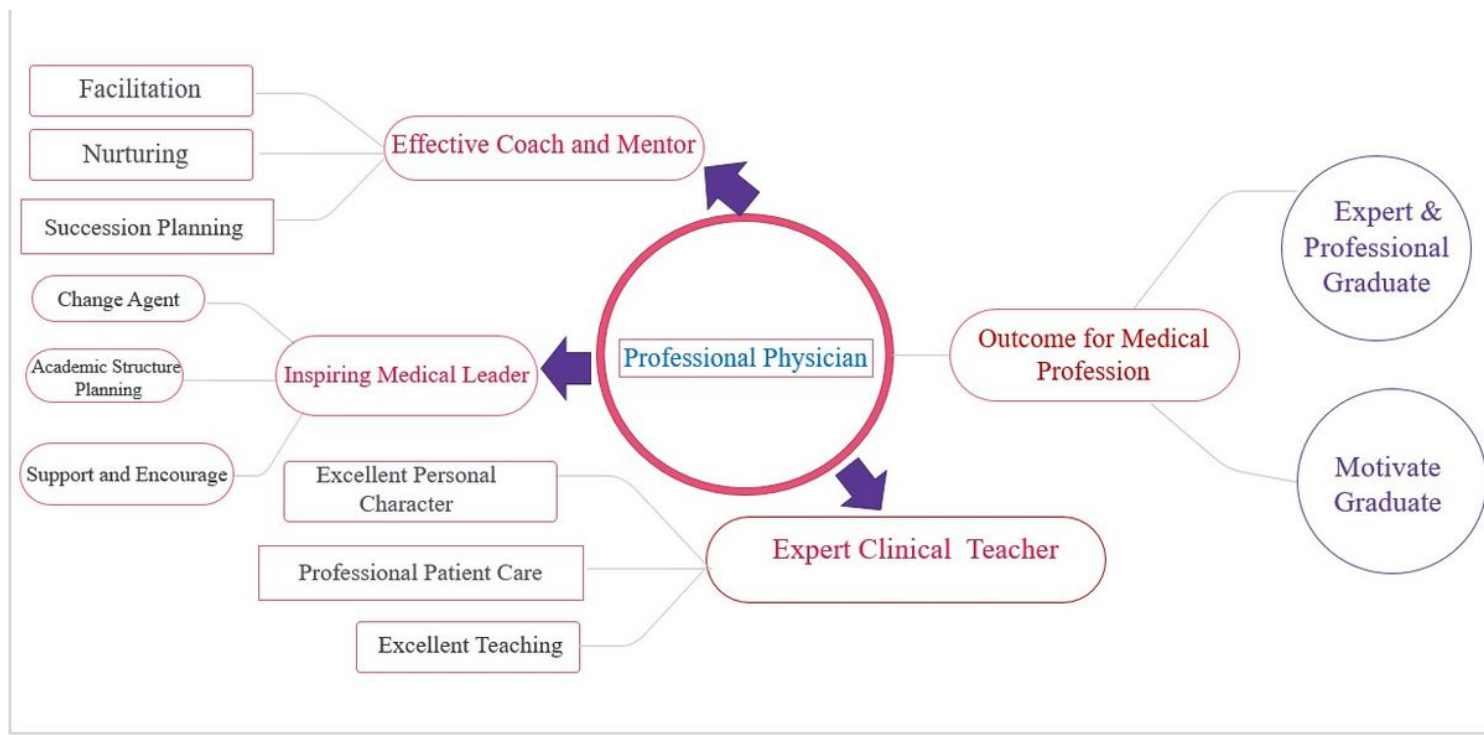 Facilitation
Nurturing
Succession Planning
Effective Coach and Mentor
Change Agent
Academic Structure
Planning
Support and Encourage
Inspiring Medical Leader
Professional Physician
Excellent Personal
Character
Professional Patient Care
Excellent Teaching
Expert Clinical Teacher
Outcome for Medical
Profession
Expert &
Professional
Graduate
Motivate
Graduate